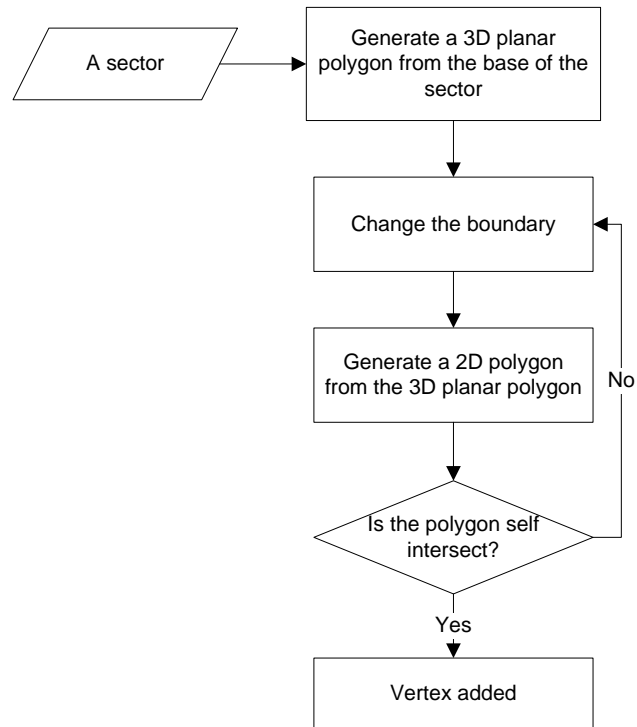 A sector
Generate a 3D planar
polygon from the base of the
sector
Change the boundary
Generate a 2D polygon
from the 3D planar polygon
No
Is the polygon self
intersect?
Yes
Vertex added